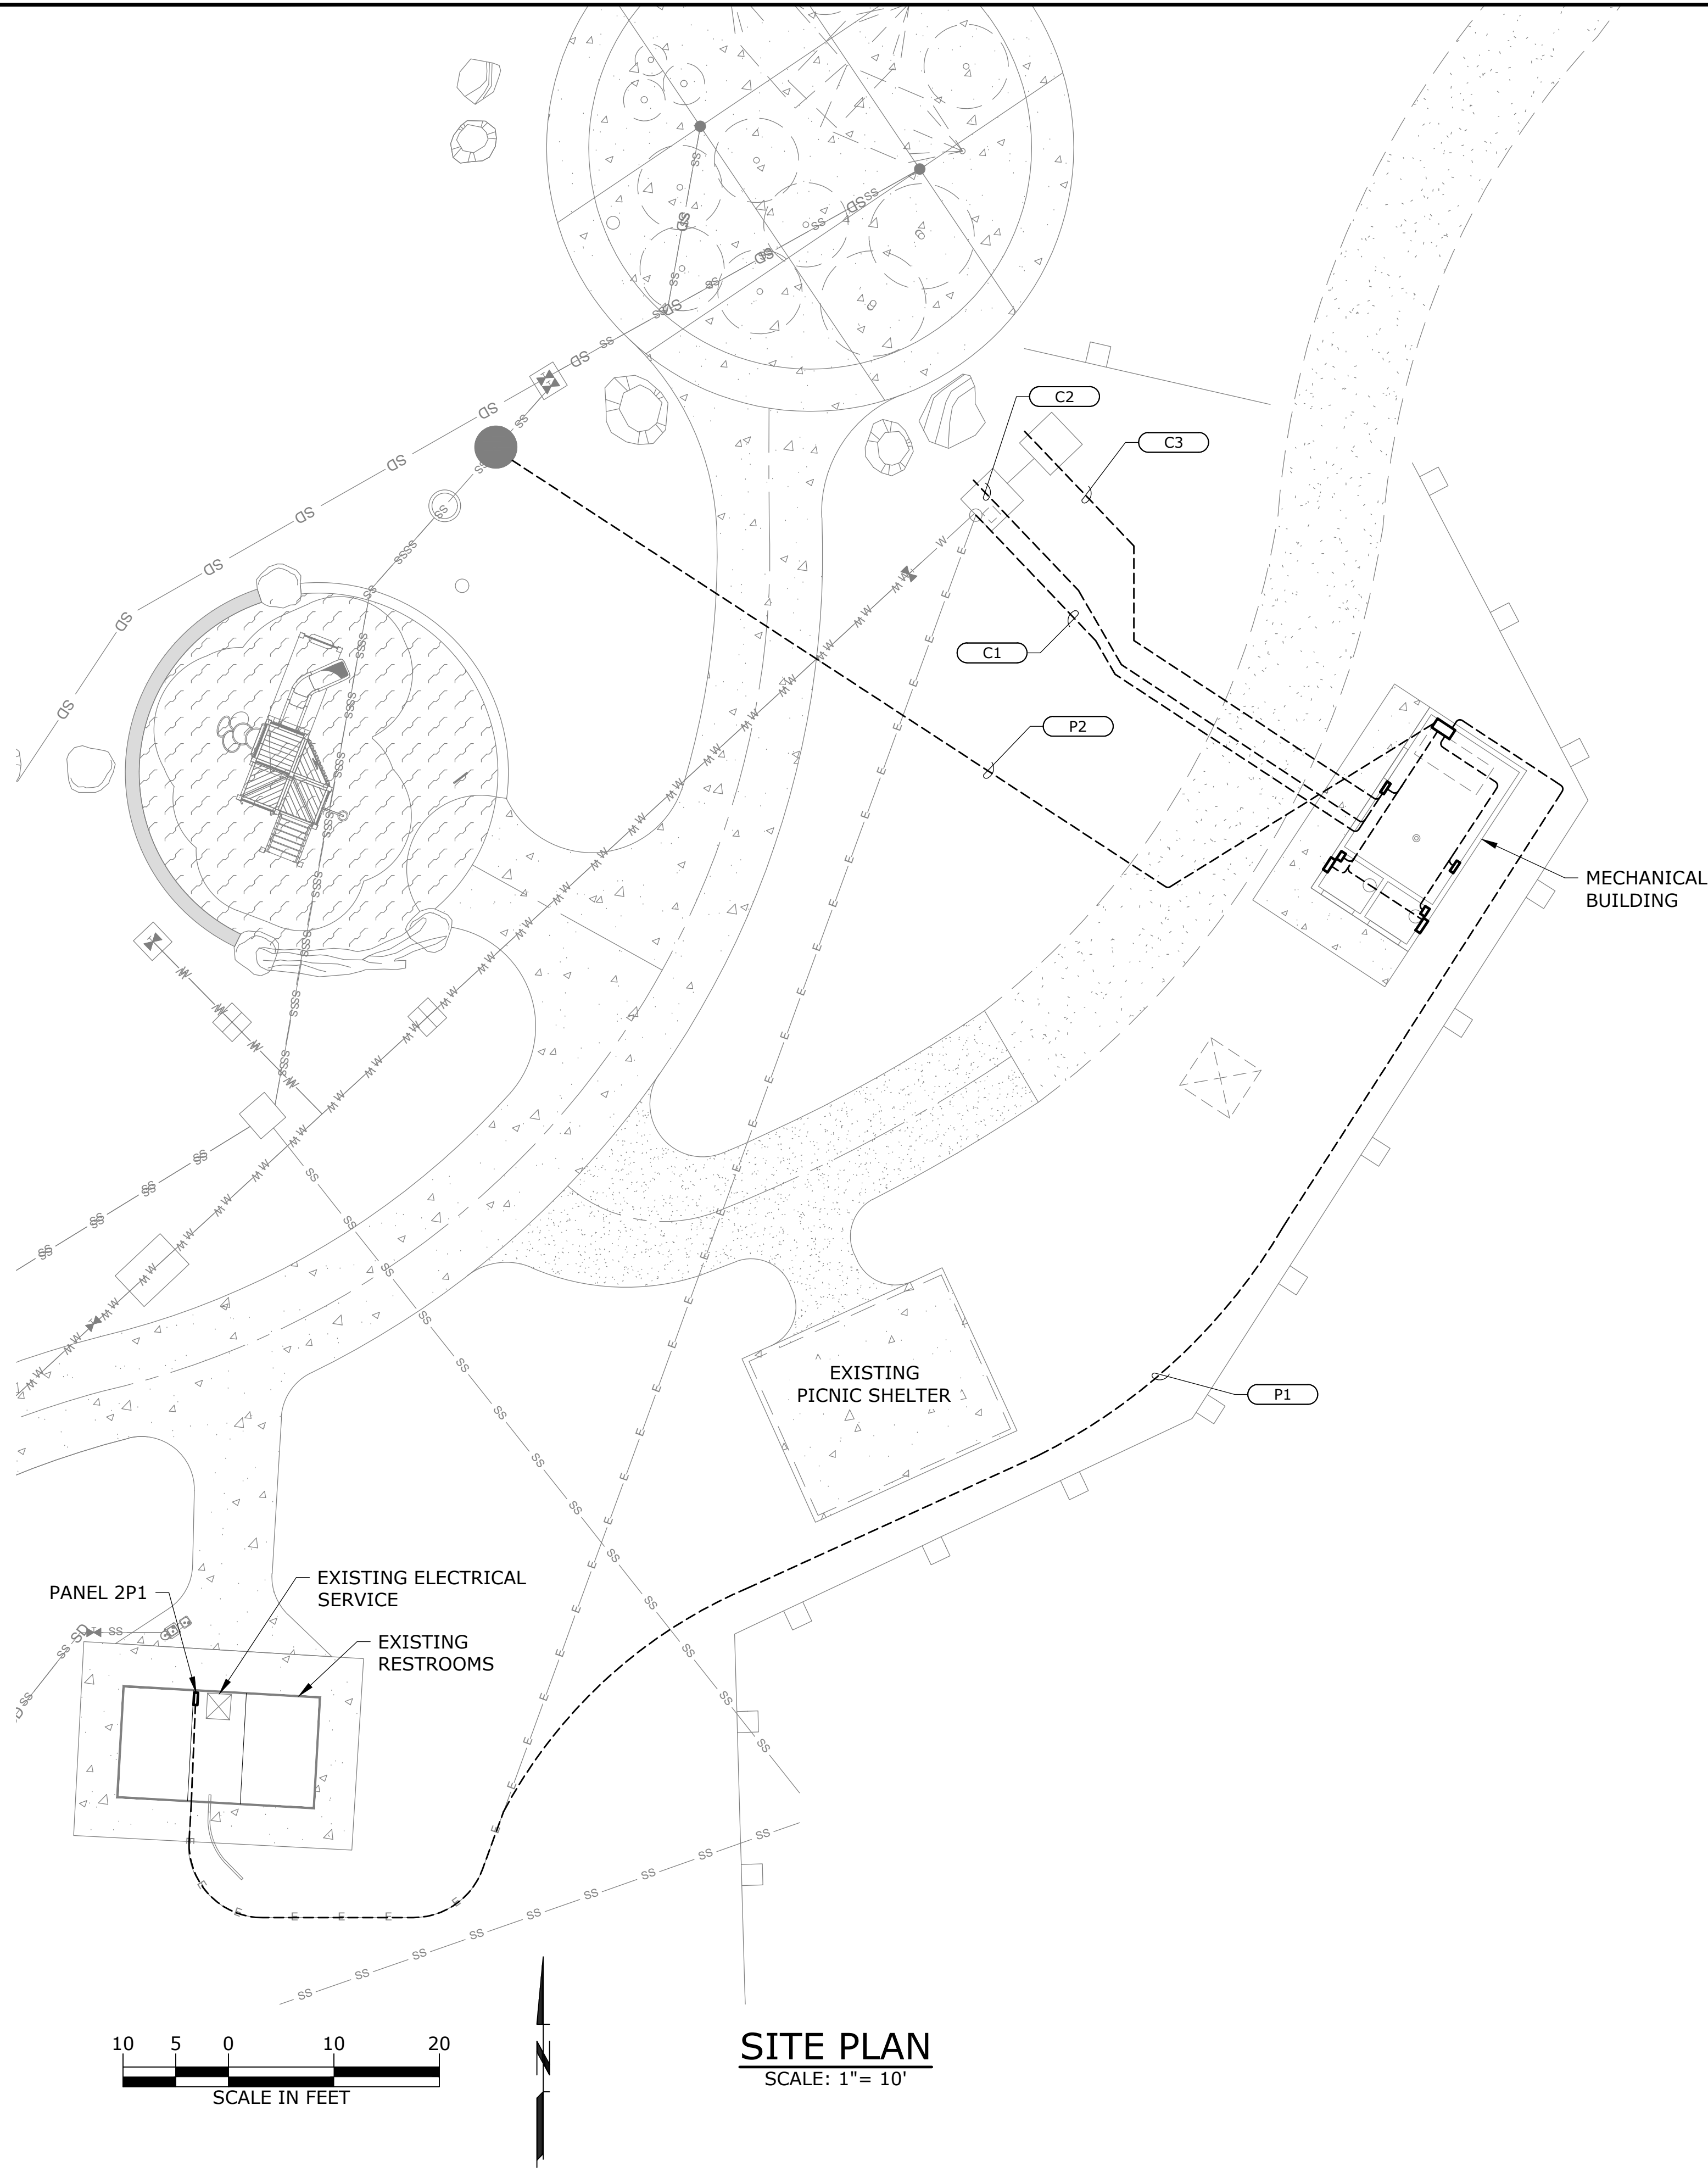 C2
C3
C1
P2
MECHANICAL
BUILDING
EXISTING
PICNIC SHELTER
P1
PANEL 2P1
EXISTING ELECTRICAL
SERVICE
EXISTING
RESTROOMS
10 5 0 10 20
SCALE IN FEET
N
SITE PLAN
SCALE: 1"= 10'